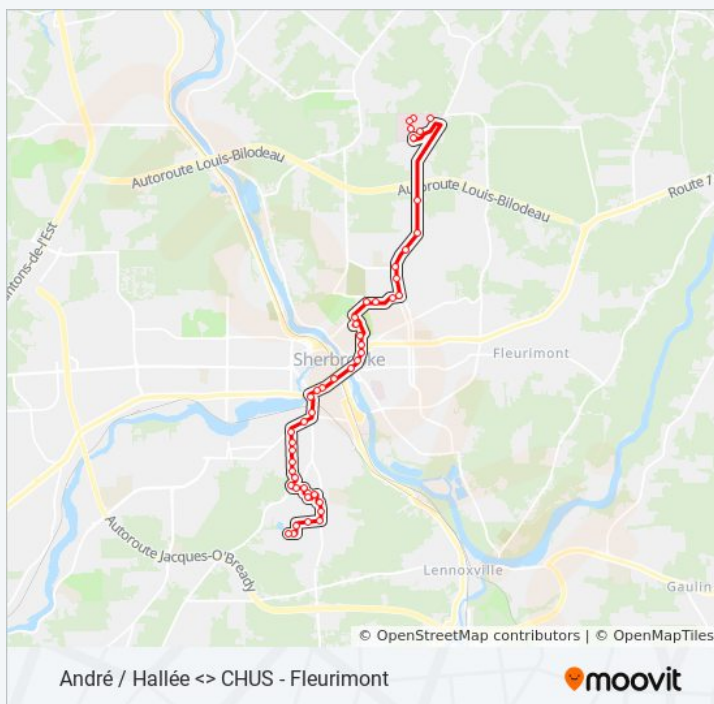 Autoroute Louis-Bilodeau
Autoroute Louis-Bilodeau
Route 1
ntons-de-l'Est
Sherbrooke
Fleurimont
Autoroute Jacques-O'Bready
Lennoxville
Gaulin
© OpenStreetMap contributors | © OpenMapTiles
André / Hallée <> CHUS - Fleurimont
moovit